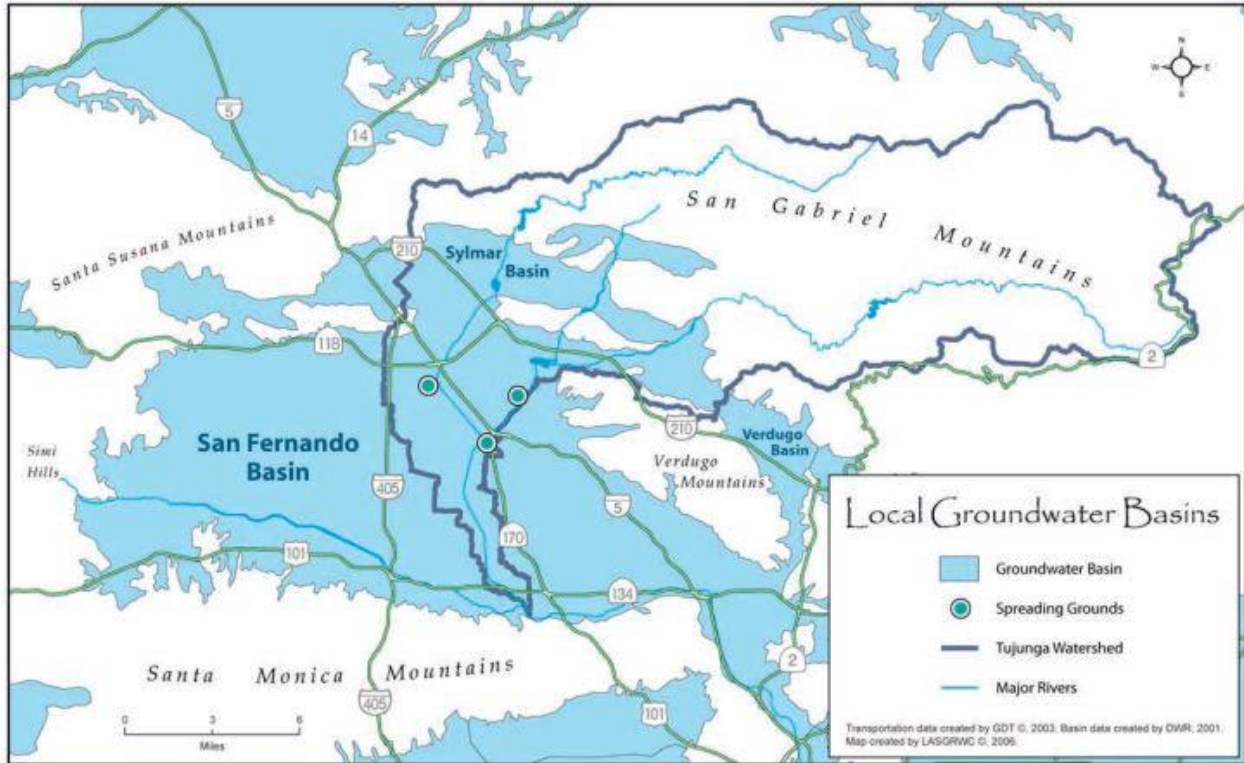 N
W E
S
5
14
San Gabriel
Mountains
Santa Susana Mountains
210
Sylmar
Basin
118
2
San Fernando
Basin
Simi
Hills
210
Verdugo
Basin
Verdugo
Mountains
405
5
101
170
134
2
Santa Monica Mountains
405
101
0 3 6
Miles
Local Groundwater Basins
Groundwater Basin
Spreading Grounds
Tujunga Watershed
Major Rivers
Transportation data created by GDT ©, 2003. Basin data created by DWR, 2001.
Map created by LASGRWC ©, 2006.